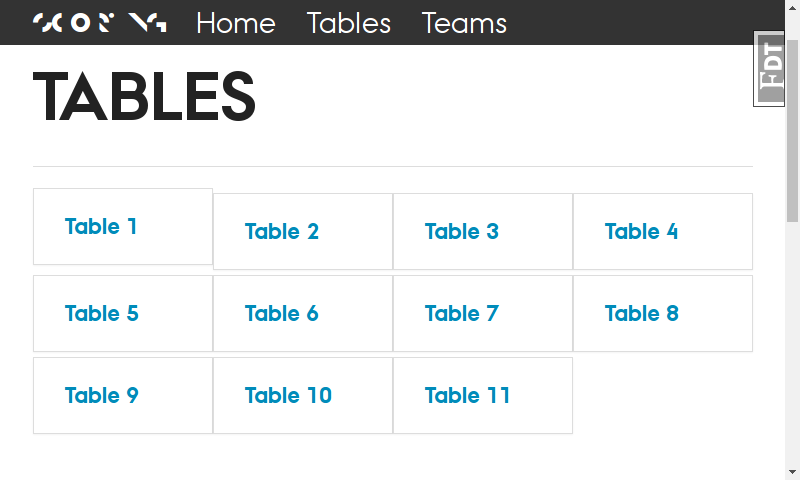 SCORING Home Tables Teams
FDT
TABLES
Table 1 Table 2 Table 3 Table 4
Table 5 Table 6 Table 7 Table 8
Table 9 Table 10 Table 11